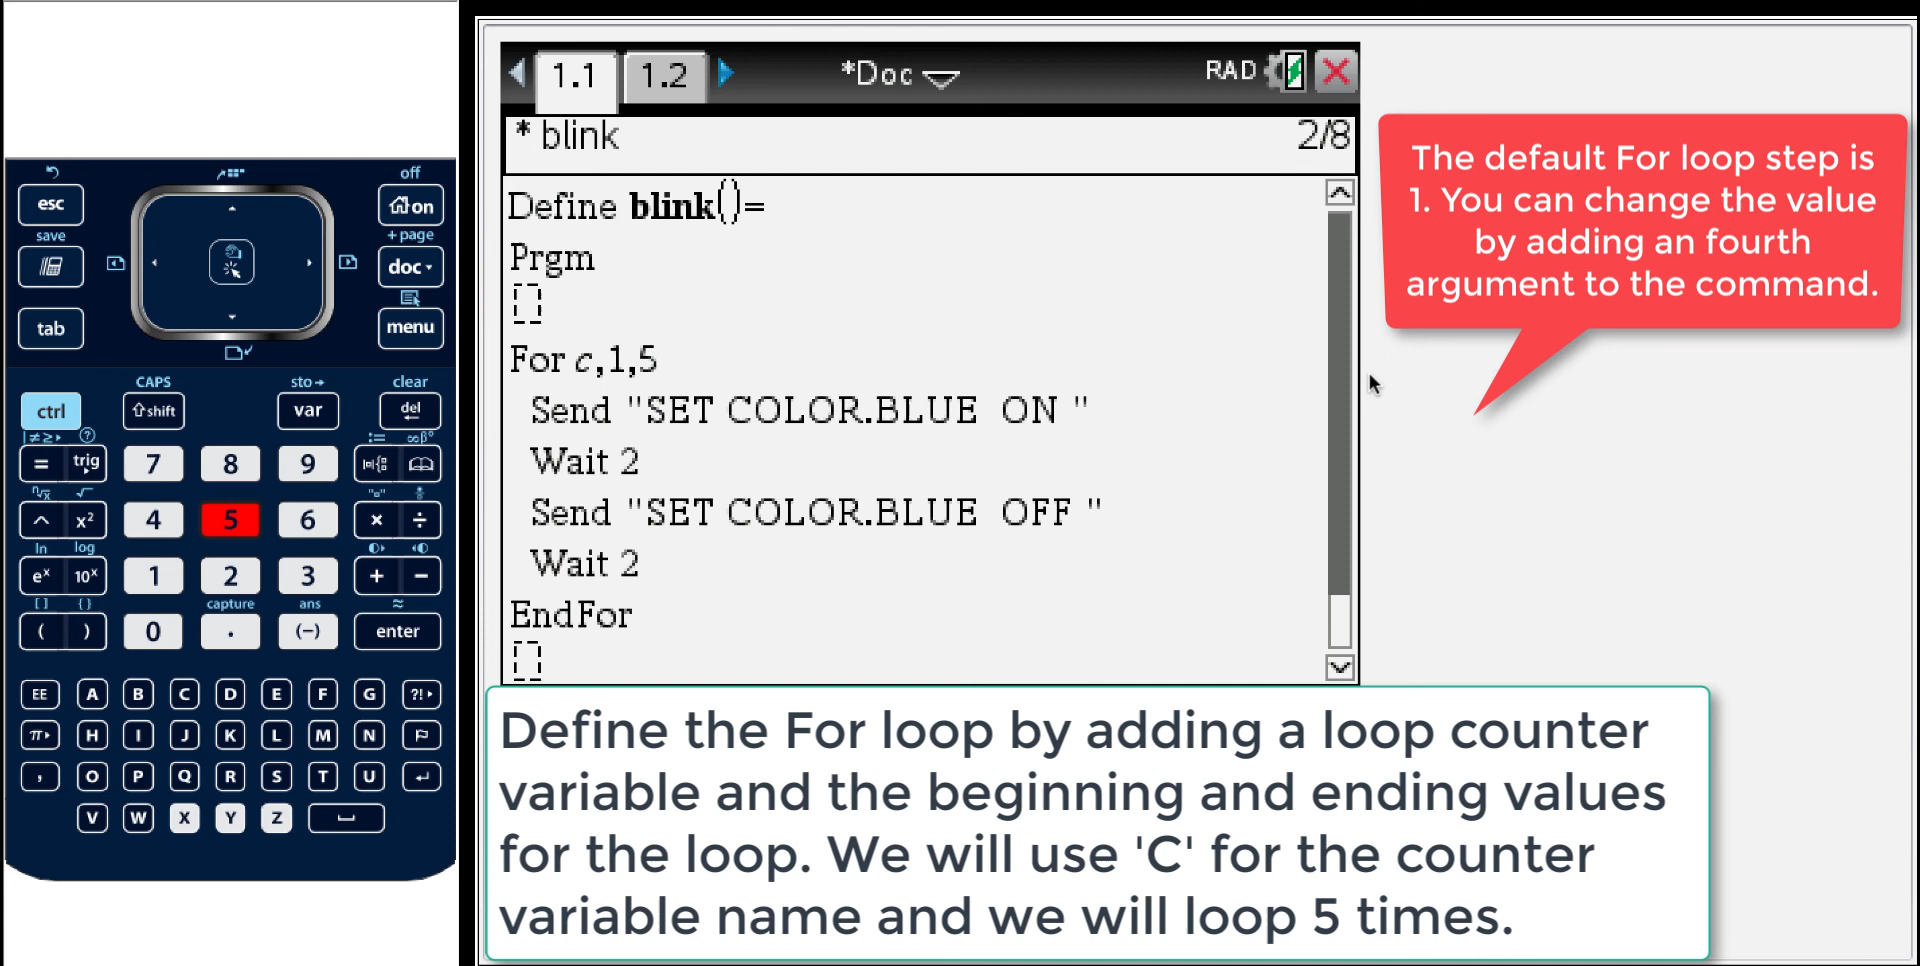 1.1 1.2 *Doc RAD
* blink 2/8
Define blink()=
Prgm
For c,1,5
Send "SET COLOR.BLUE ON "
Wait 2
Send "SET COLOR.BLUE OFF "
Wait 2
EndFor
The default For loop step is
1. You can change the value
by adding an fourth
argument to the command.
Define the For loop by adding a loop counter
variable and the beginning and ending values
for the loop. We will use 'C' for the counter
variable name and we will loop 5 times.
off
esc on
save + page
doc
tab menu
CAPS sto→ clear
ctrl shift var del
|≠≥▸ := ∞β°
= trig 7 8 9
^ x² 4 5 6 × ÷
ln log
eˣ 10ˣ 1 2 3 + −
[ ] { } capture ans ≈
( ) 0 . (−) enter
EE A B C D E F G ?!▸
π▸ H I J K L M N
, O P Q R S T U
V W X Y Z